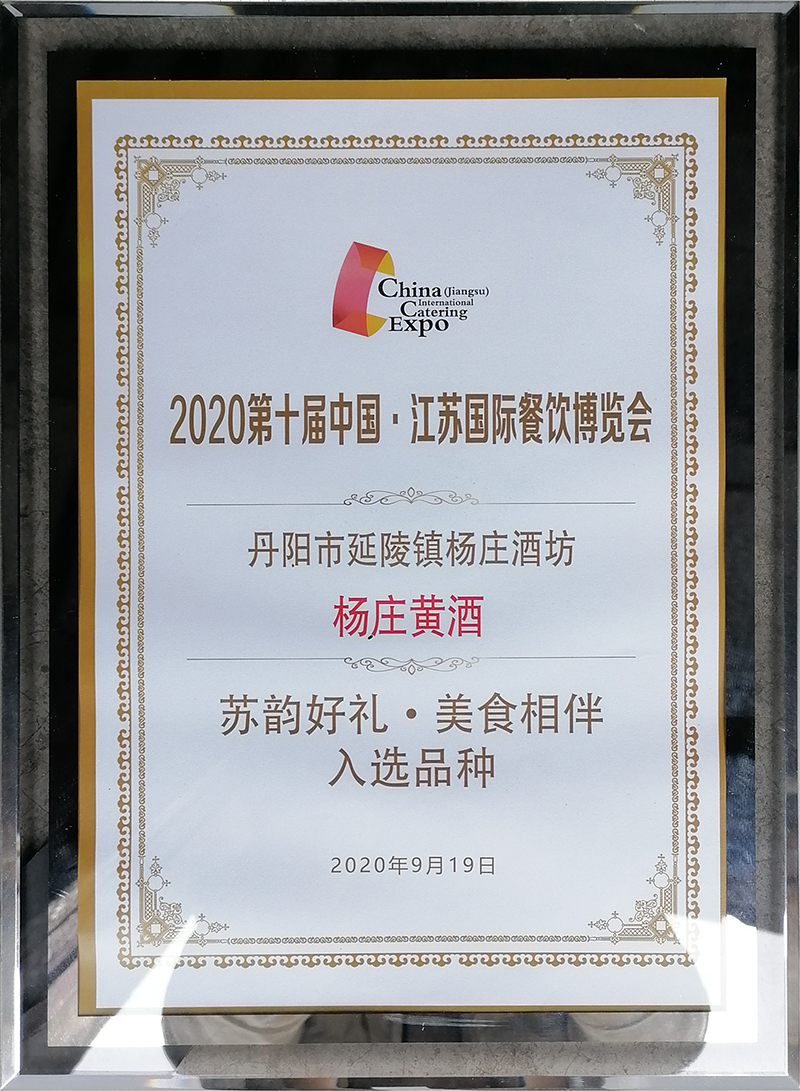 China (Jiangsu)
International
Catering
Expo
2020第十届中国·江苏国际餐饮博览会
丹阳市延陵镇杨庄酒坊
杨庄黄酒
苏韵好礼·美食相伴
入选品种
2020年9月19日